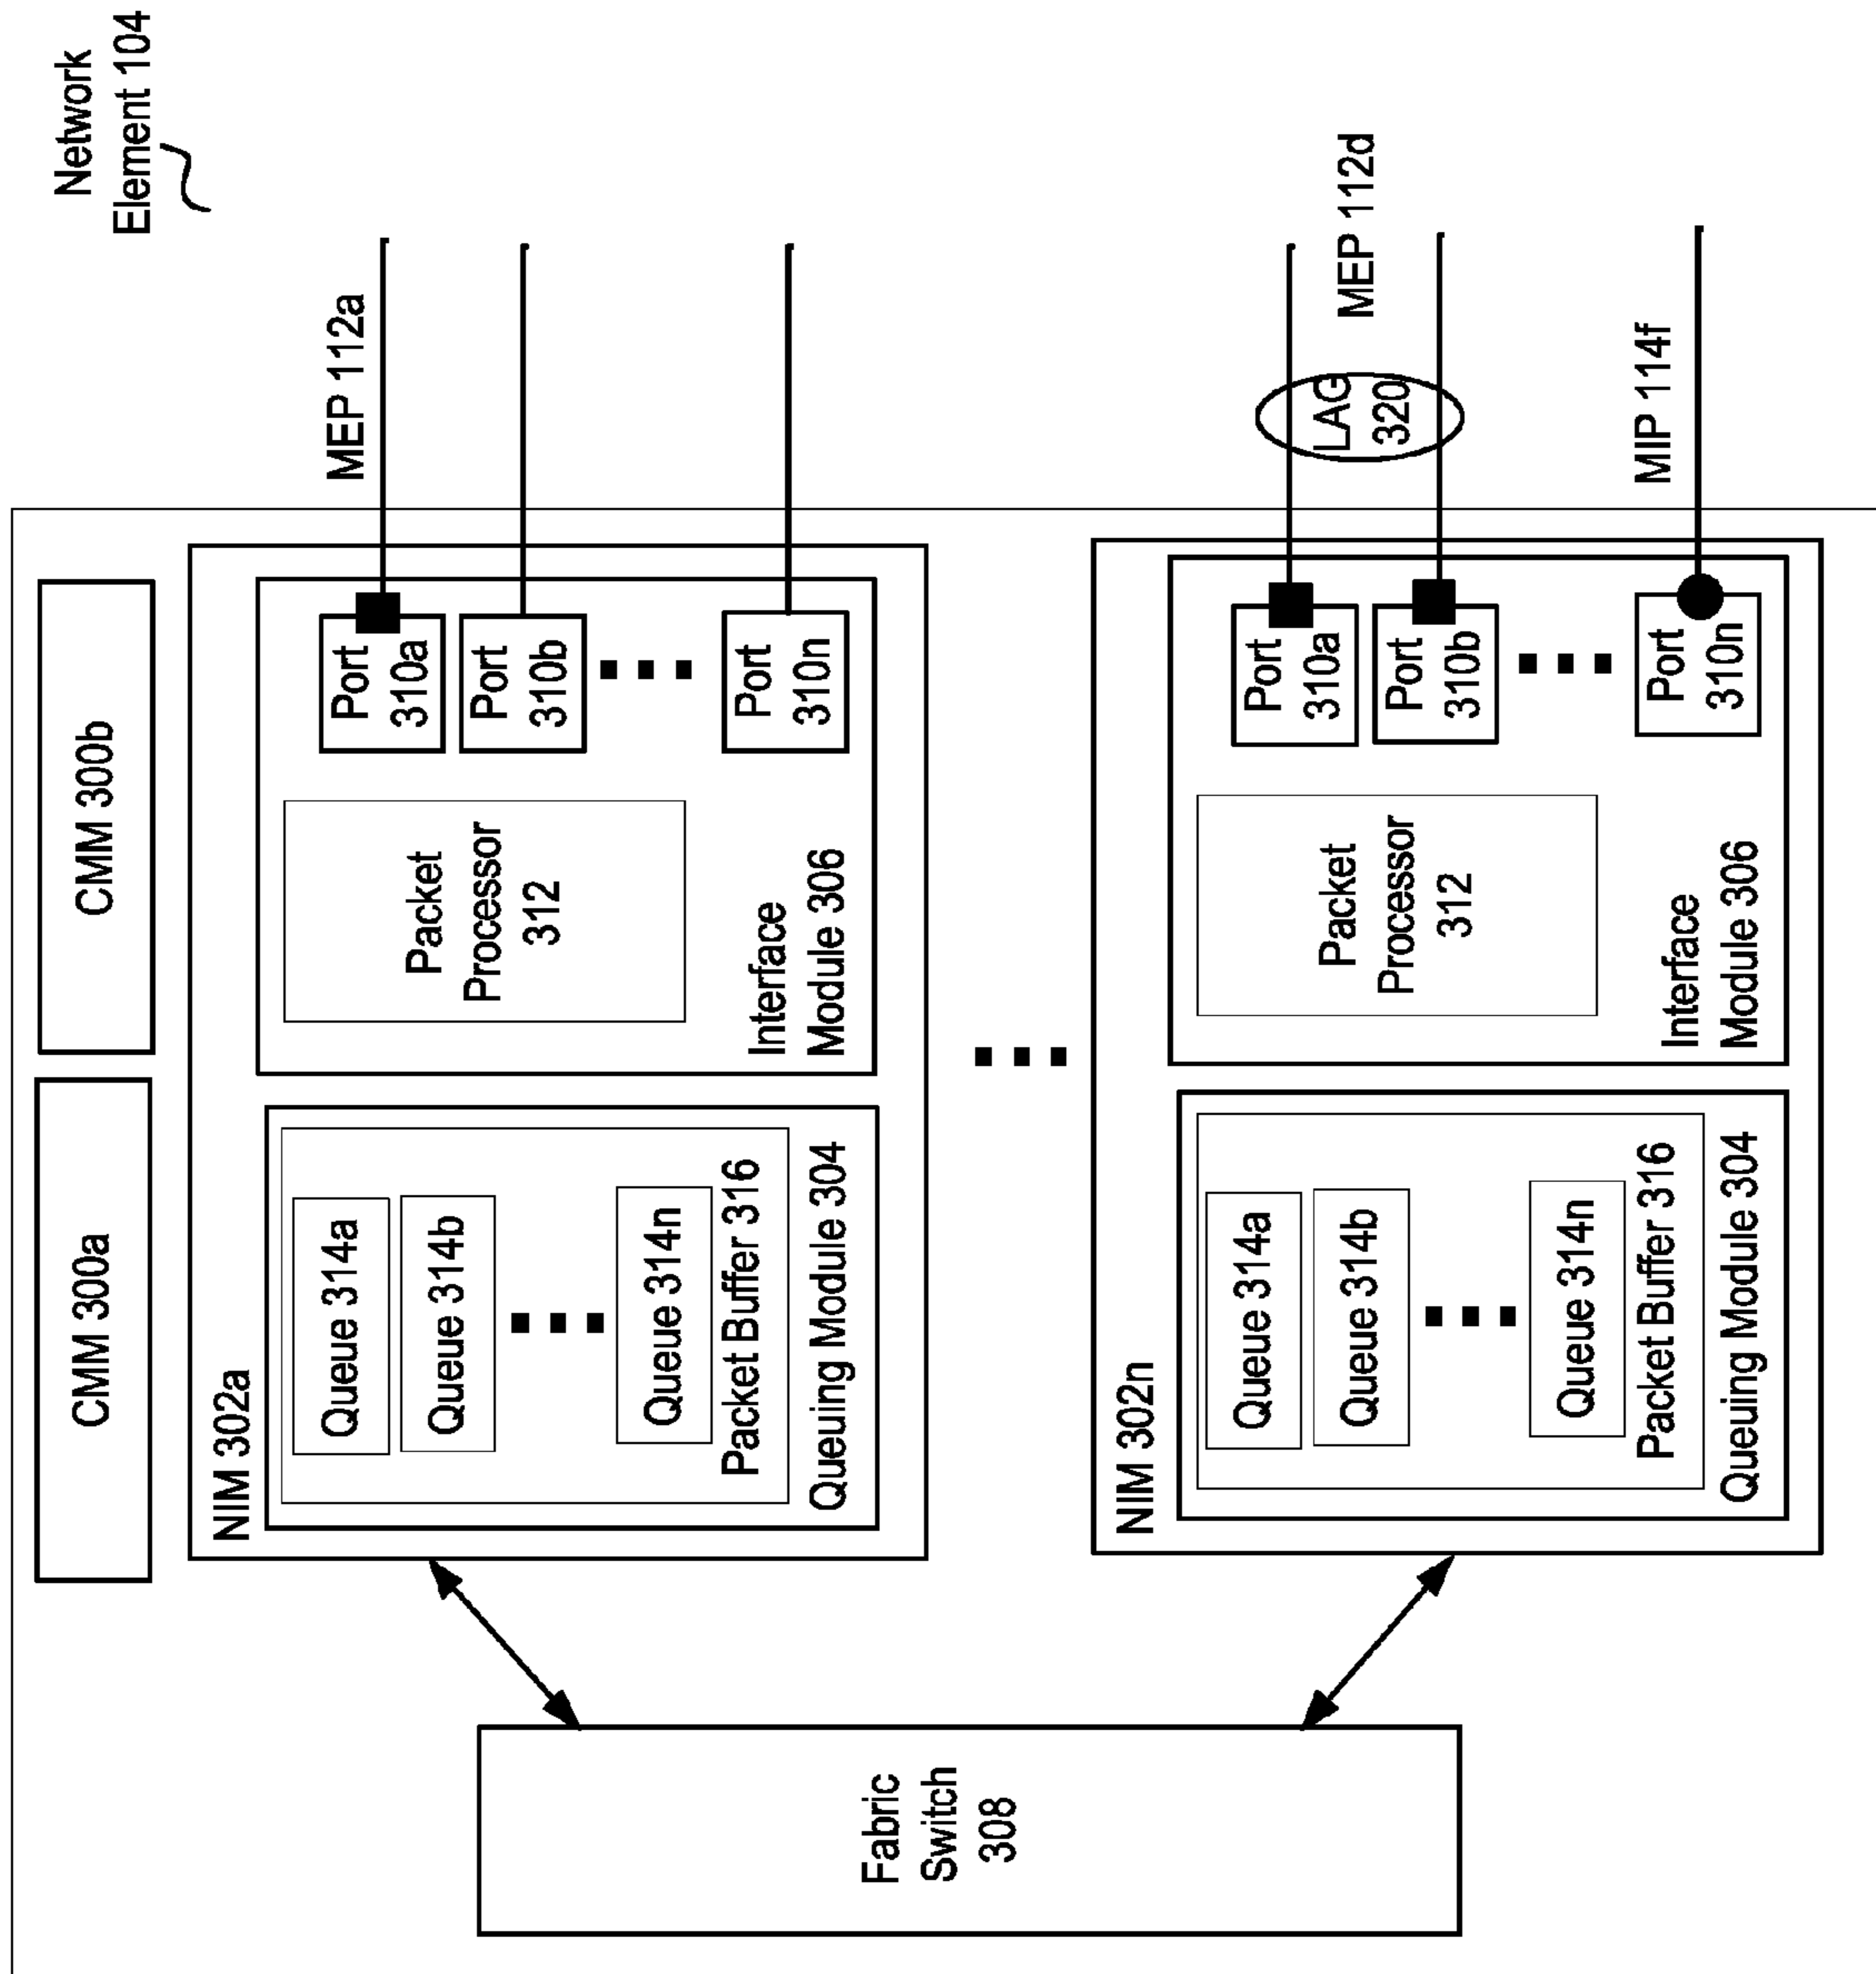 Network
Element 104
CMM 300a
CMM 300b
NIM 302a
Queue 314a
Queue 314b
Queue 314n
Packet Buffer 316
Queuing Module 304
Packet
Processor
312
Interface
Module 306
Port
310a
Port
310b
Port
310n
MEP 112a
Fabric
Switch
308
NIM 302n
Queue 314a
Queue 314b
Queue 314n
Packet Buffer 316
Queuing Module 304
Packet
Processor
312
Interface
Module 306
Port
310a
Port
310b
Port
310n
LAG
320
MEP 112d
MIP 114f